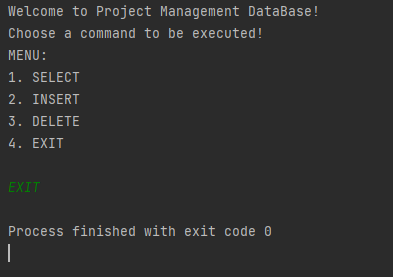 Welcome to Project Management DataBase!
Choose a command to be executed!
MENU:
1. SELECT
2. INSERT
3. DELETE
4. EXIT
EXIT
Process finished with exit code 0